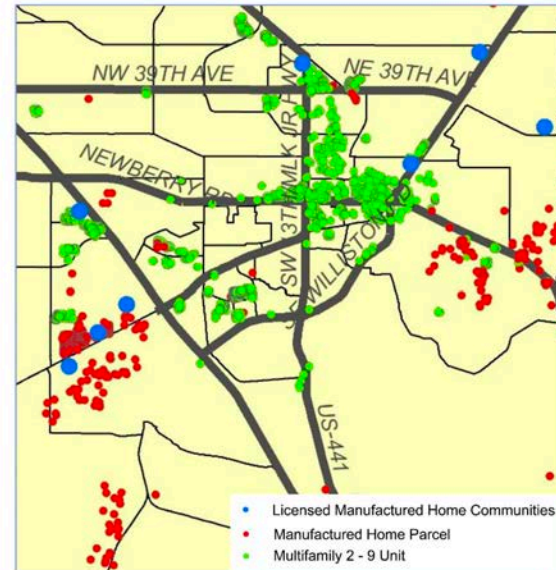 NW 39TH AVE
NE 39TH AVE
NEWBERRY RD
MLK JR HWY
SW 13TH
WILLISTON RD
US-441
Licensed Manufactured Home Communities
Manufactured Home Parcel
Multifamily 2 - 9 Unit